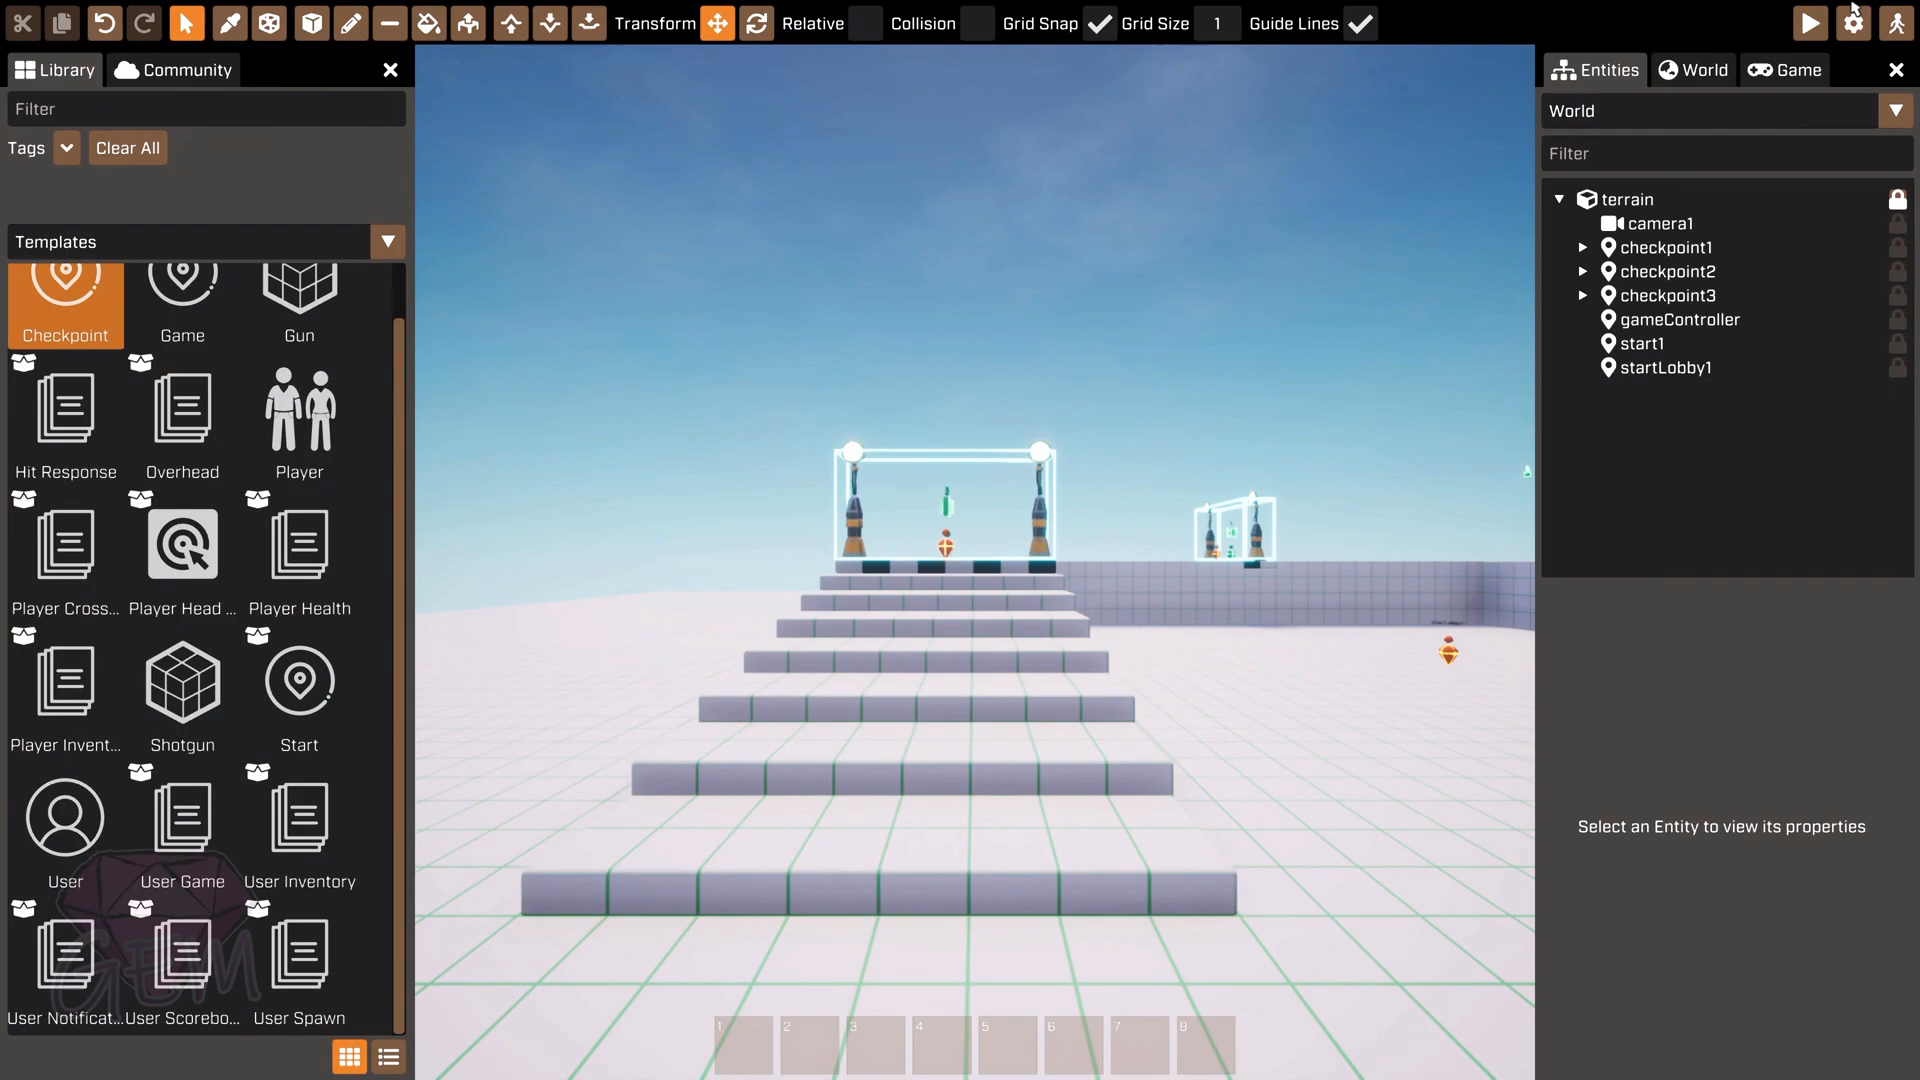 Transform Relative Collision Grid Snap Grid Size 1 Guide Lines
Library Community
Filter
Tags Clear All
Templates
Checkpoint Game Gun
Hit Response Overhead Player
Player Cross... Player Head ... Player Health
Player Invent... Shotgun Start
User User Game User Inventory
User Notificat... User Scorebo... User Spawn
GEM
1 2 3 4 5 6 7 8
Entities World Game
World
Filter
terrain
camera1
checkpoint1
checkpoint2
checkpoint3
gameController
start1
startLobby1
Select an Entity to view its properties